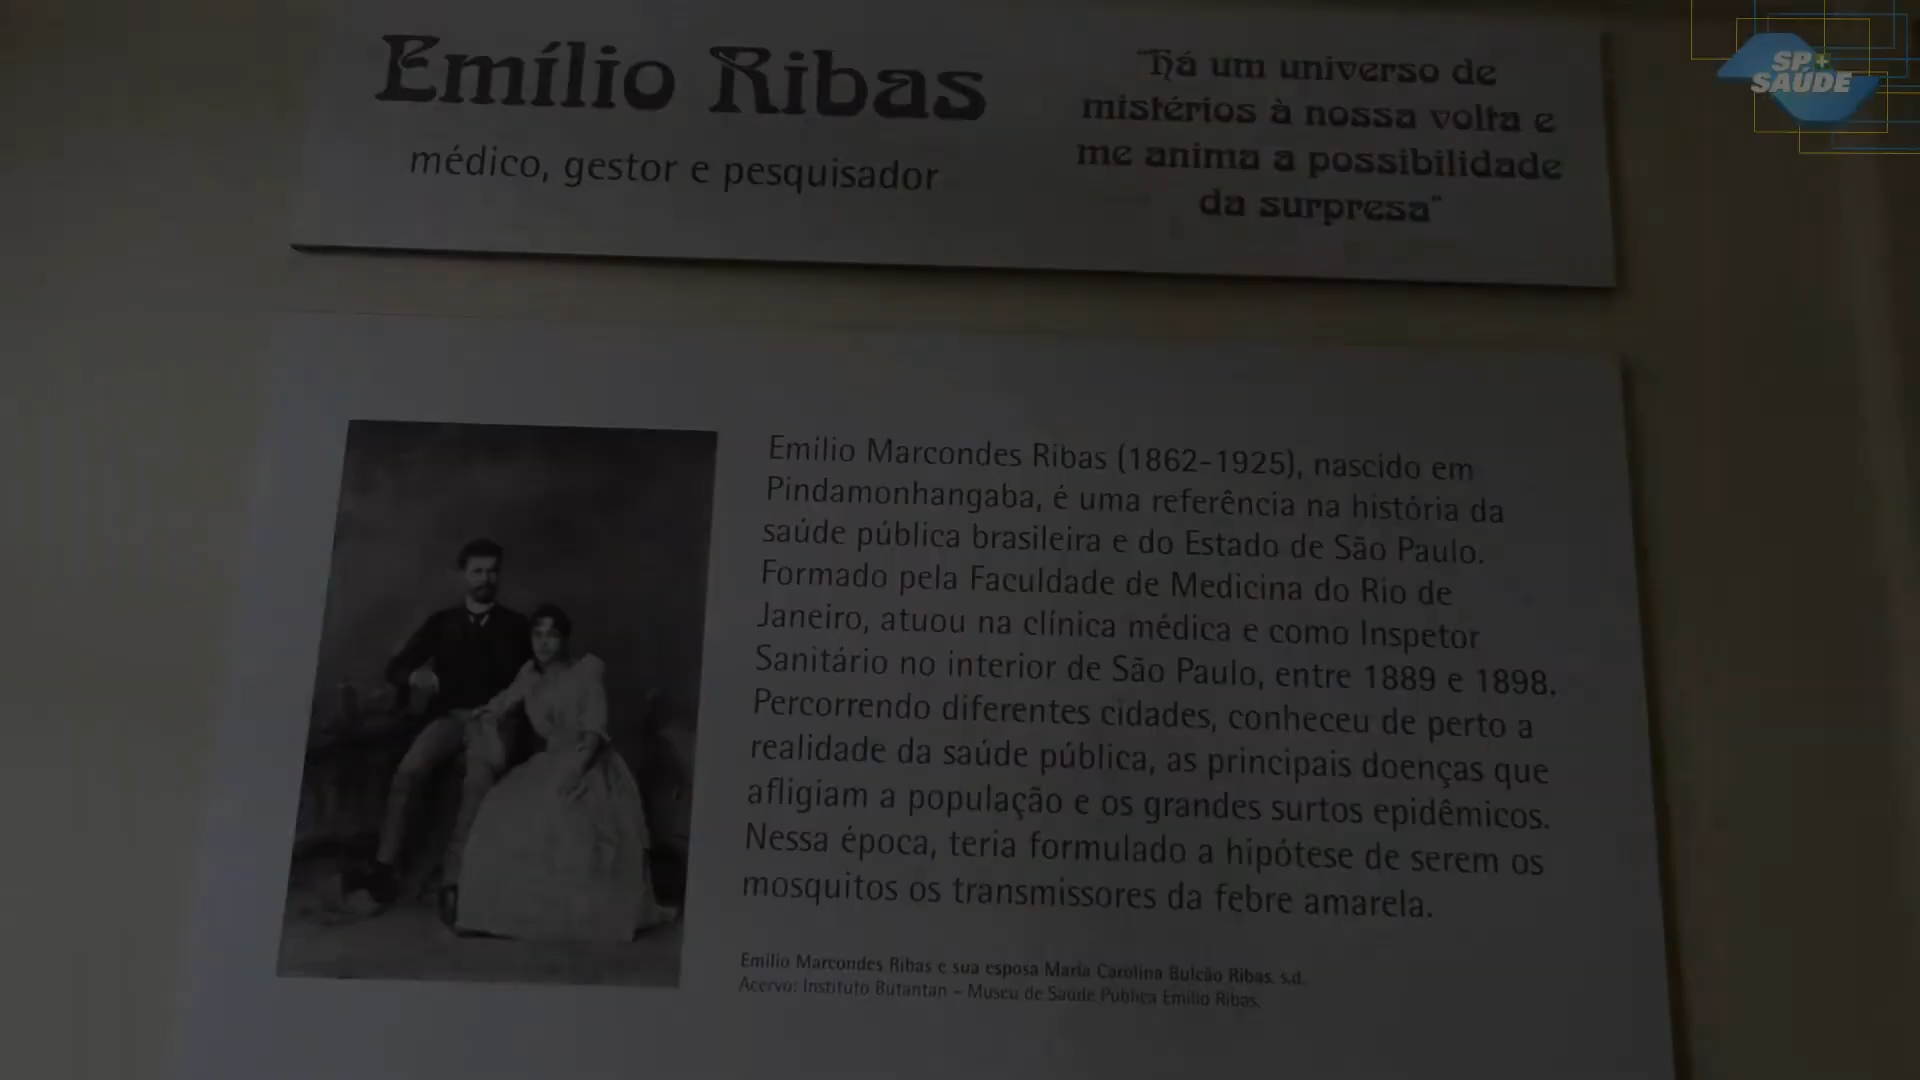 Emílio Ribas
médico, gestor e pesquisador
"Há um universo de
mistérios à nossa volta e
me anima a possibilidade
da surpresa"
SP+
SAÚDE
Emílio Marcondes Ribas (1862-1925), nascido em
Pindamonhangaba, é uma referência na história da
saúde pública brasileira e do Estado de São Paulo.
Formado pela Faculdade de Medicina do Rio de
Janeiro, atuou na clínica médica e como Inspetor
Sanitário no interior de São Paulo, entre 1889 e 1898.
Percorrendo diferentes cidades, conheceu de perto a
realidade da saúde pública, as principais doenças que
afligiam a população e os grandes surtos epidêmicos.
Nessa época, teria formulado a hipótese de serem os
mosquitos os transmissores da febre amarela.
Emílio Marcondes Ribas e sua esposa Maria Carolina Bulcão Ribas. s.d.
Acervo: Instituto Butantan – Museu de Saúde Pública Emílio Ribas.